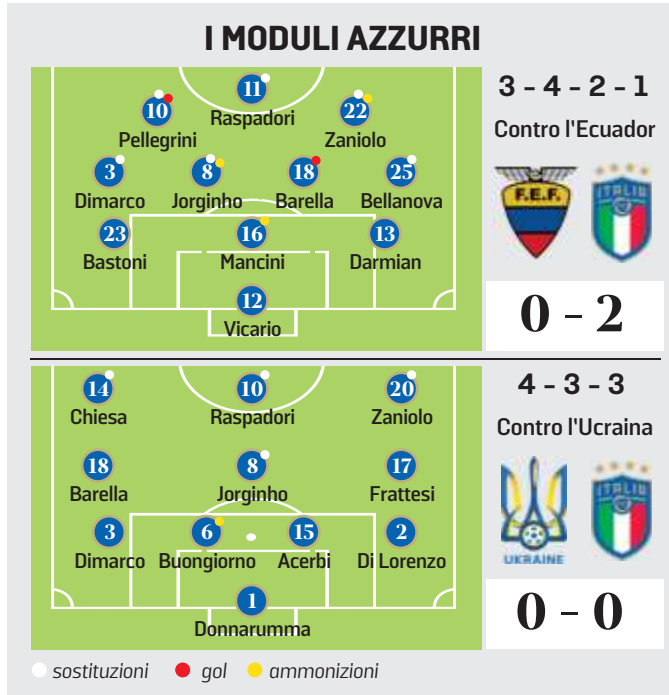 I MODULI AZZURRI
11
Raspadori
10
Pellegrini
22
Zaniolo
3
Dimarco
8
Jorginho
18
Barella
25
Bellanova
23
Bastoni
16
Mancini
13
Darmian
12
Vicario
3 - 4 - 2 - 1
Contro l'Ecuador
F.E.F.
ITALIA
0 - 2
14
Chiesa
10
Raspadori
20
Zaniolo
18
Barella
8
Jorginho
17
Frattesi
3
Dimarco
6
Buongiorno
15
Acerbi
2
Di Lorenzo
1
Donnarumma
4 - 3 - 3
Contro l'Ucraina
UKRAINE
ITALIA
0 - 0
sostituzioni gol ammonizioni